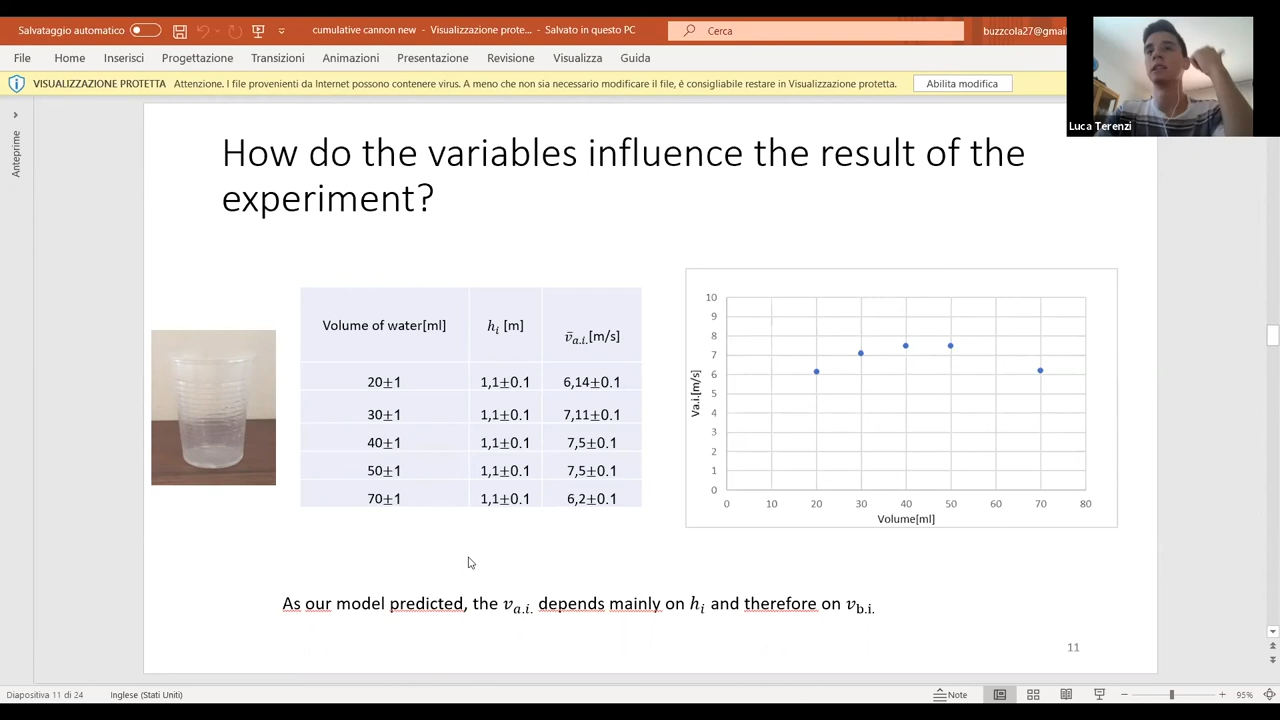 Salvataggio automatico
cumulative cannon new - Visualizzazione prote... - Salvato in questo PC
Cerca
buzzcola27@gmail
File Home Inserisci Progettazione Transizioni Animazioni Presentazione Revisione Visualizza Guida
VISUALIZZAZIONE PROTETTA Attenzione. I file provenienti da Internet possono contenere virus. A meno che non sia necessario modificare il file, è consigliabile restare in Visualizzazione protetta. Abilita modifica
Luca Terenzi
Anteprime
How do the variables influence the result of the
experiment?
Volume of water[ml] hᵢ [m] v̄ₐ.ᵢ.[m/s]
20±1 1,1±0.1 6,14±0.1
30±1 1,1±0.1 7,11±0.1
40±1 1,1±0.1 7,5±0.1
50±1 1,1±0.1 7,5±0.1
70±1 1,1±0.1 6,2±0.1
10
9
8
7
6
5
4
3
2
1
0
Va.i.[m/s]
0 10 20 30 40 50 60 70 80
Volume[ml]
As our model predicted, the v a.i. depends mainly on hᵢ and therefore on v b.i.
11
Diapositiva 11 di 24 Inglese (Stati Uniti) Note 95%